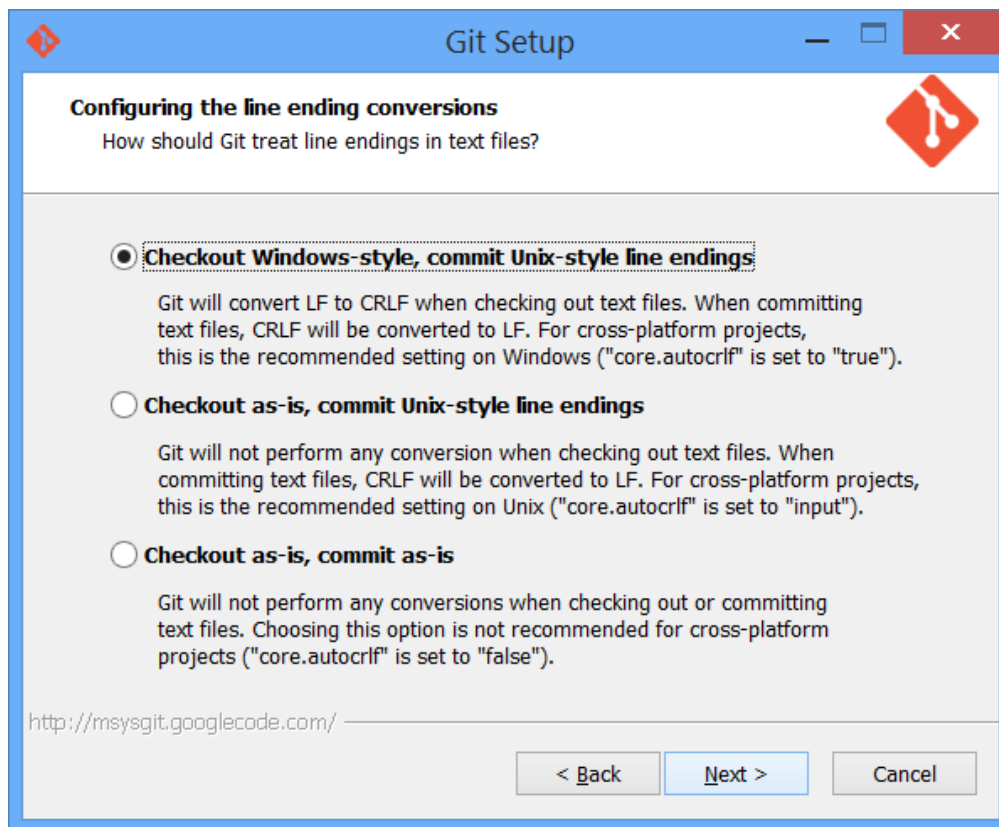 Git Setup
Configuring the line ending conversions
How should Git treat line endings in text files?
Checkout Windows-style, commit Unix-style line endings
Git will convert LF to CRLF when checking out text files. When committing
text files, CRLF will be converted to LF. For cross-platform projects,
this is the recommended setting on Windows ("core.autocrlf" is set to "true").
Checkout as-is, commit Unix-style line endings
Git will not perform any conversion when checking out text files. When
committing text files, CRLF will be converted to LF. For cross-platform projects,
this is the recommended setting on Unix ("core.autocrlf" is set to "input").
Checkout as-is, commit as-is
Git will not perform any conversions when checking out or committing
text files. Choosing this option is not recommended for cross-platform
projects ("core.autocrlf" is set to "false").
http://msysgit.googlecode.com/
< Back Next > Cancel